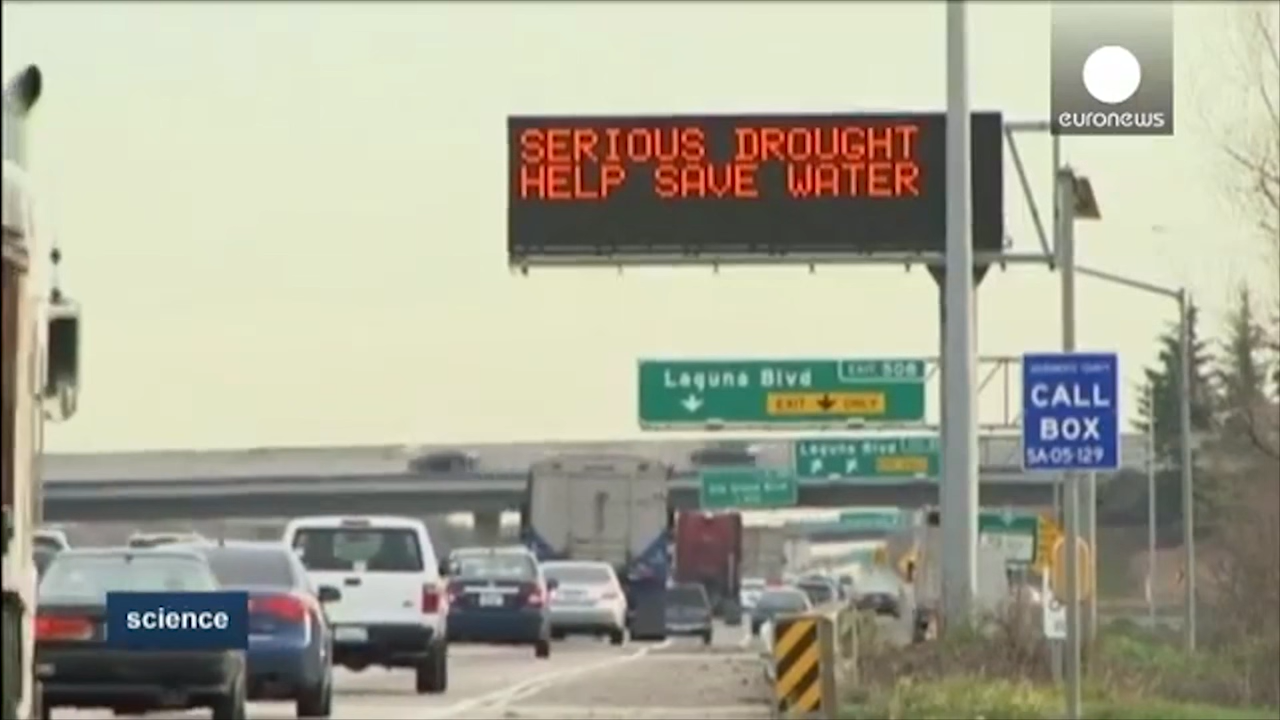 euronews
SERIOUS DROUGHT
HELP SAVE WATER
Laguna Blvd
EXIT 508
EXIT ONLY
CALL
BOX
SA-05-129
Laguna Blvd
science